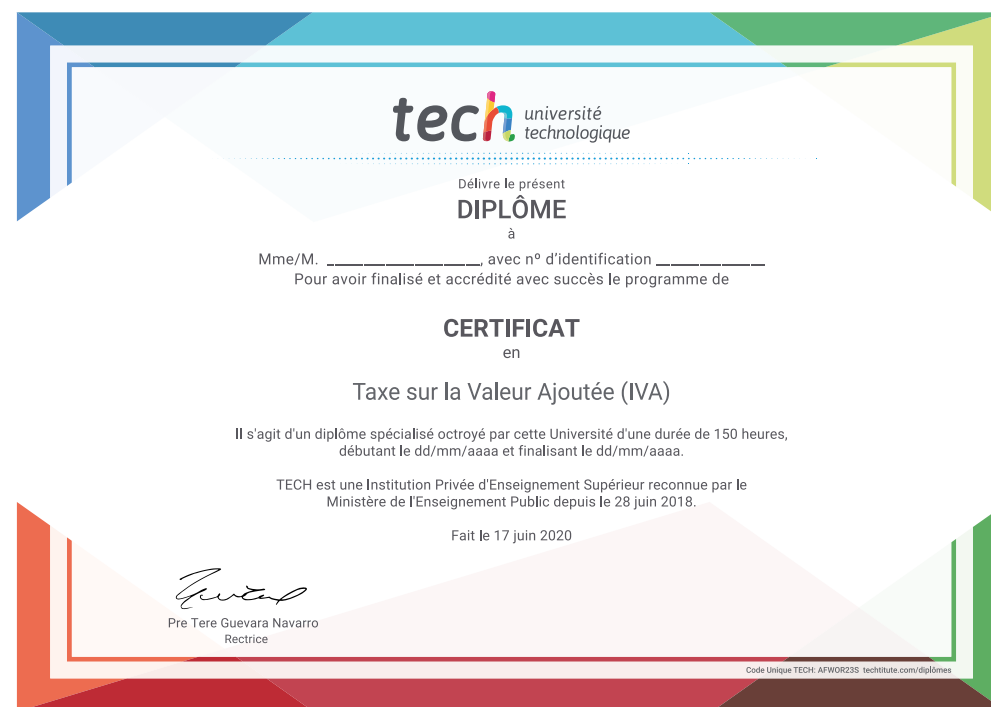 tech université
technologique
Délivre le présent
DIPLÔME
à
Mme/M. ____________________, avec nº d'identification ______________
Pour avoir finalisé et accrédité avec succès le programme de
CERTIFICAT
en
Taxe sur la Valeur Ajoutée (IVA)
Il s'agit d'un diplôme spécialisé octroyé par cette Université d'une durée de 150 heures,
débutant le dd/mm/aaaa et finalisant le dd/mm/aaaa.
TECH est une Institution Privée d'Enseignement Supérieur reconnue par le
Ministère de l'Enseignement Public depuis le 28 juin 2018.
Fait le 17 juin 2020
Pre Tere Guevara Navarro
Rectrice
Code Unique TECH: AFWOR23S techtitute.com/diplômes